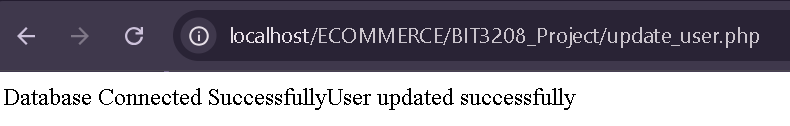 localhost/ECOMMERCE/BIT3208_Project/update_user.php
Database Connected SuccessfullyUser updated successfully